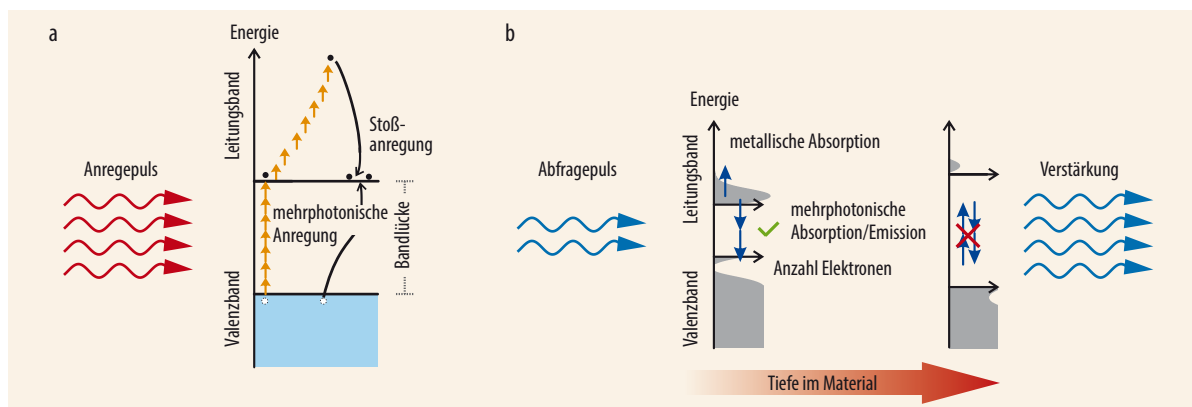 a
Energie
Leitungsband
Valenzband
Anregepuls
Stoß-
anregung
mehrphotonische
Anregung
Bandlücke
b
Abfragepuls
Energie
Leitungsband
Valenzband
metallische Absorption
mehrphotonische
Absorption/Emission
Anzahl Elektronen
Verstärkung
Tiefe im Material